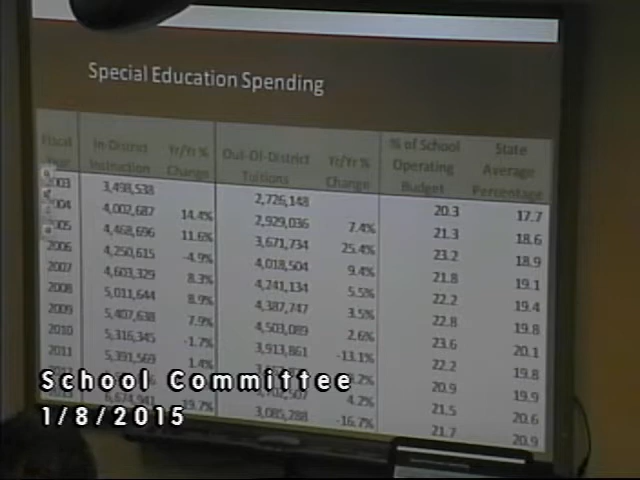 Special Education Spending
Fiscal Year In-District Instruction Yr/Yr % Change Out-Of-District Tuitions Yr/Yr % Change % of School Operating Budget State Average Percentage
2003 3,498,538 2,726,148 20.3 17.7
04 4,002,687 14.4% 2,929,036 7.4% 21.3 18.6
05 4,468,696 11.6% 3,671,734 25.4% 23.2 18.9
2006 4,250,615 -4.9% 4,018,504 9.4% 21.8 19.1
2007 4,603,329 8.3% 4,241,134 5.5% 22.2 19.4
2008 5,011,644 8.9% 4,387,747 3.5% 22.8 19.8
2009 5,407,638 7.9% 4,503,089 2.6% 23.6 20.1
2010 5,316,345 -1.7% 3,913,861 -13.1% 22.2 19.8
2011 5,391,569 1.4% 20.9 19.9
4.2% 21.5 20.6
6,674,941 19.7% 3,085,288 -16.7% 21.7 20.9
School Committee
1/8/2015